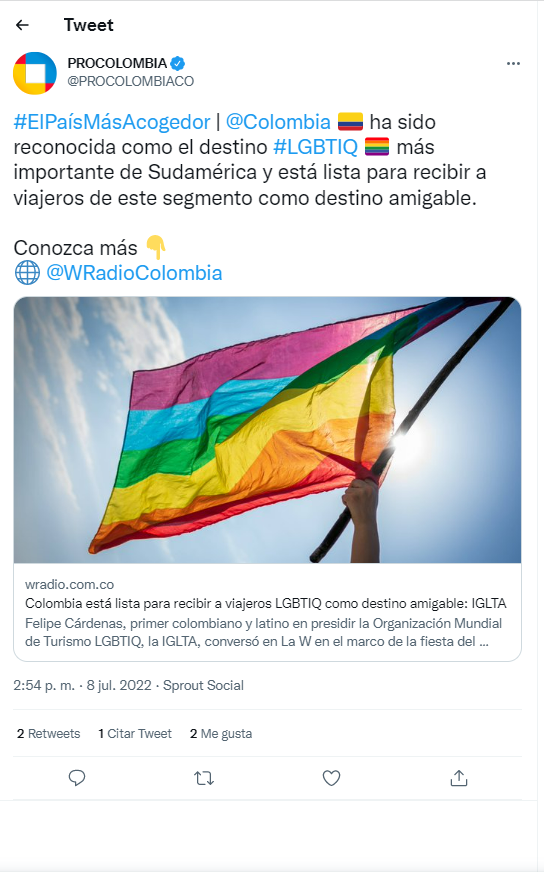 Tweet
PROCOLOMBIA
@PROCOLOMBIACO
#ElPaísMásAcogedor | @Colombia 🇨🇴 ha sido
reconocida como el destino #LGBTIQ 🏳️‍🌈 más
importante de Sudamérica y está lista para recibir a
viajeros de este segmento como destino amigable.
Conozca más 👇
🌐 @WRadioColombia
wradio.com.co
Colombia está lista para recibir a viajeros LGBTIQ como destino amigable: IGLTA
Felipe Cárdenas, primer colombiano y latino en presidir la Organización Mundial
de Turismo LGBTIQ, la IGLTA, conversó en La W en el marco de la fiesta del ...
2:54 p. m. · 8 jul. 2022 · Sprout Social
2 Retweets 1 Citar Tweet 2 Me gusta